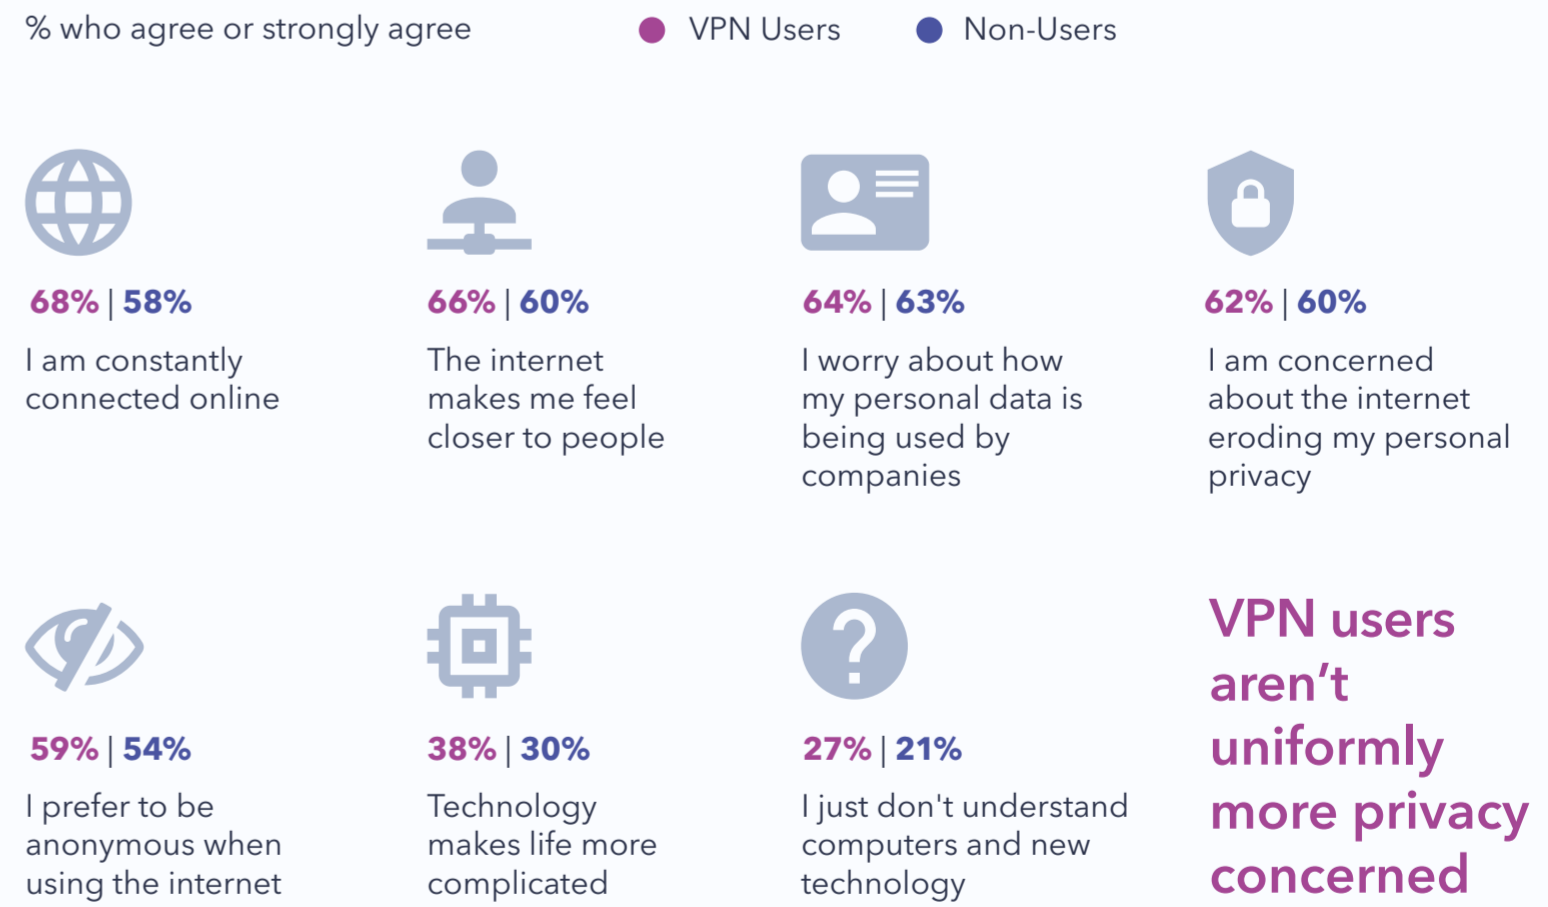 % who agree or strongly agree
VPN Users
Non-Users
68% | 58%
I am constantly
connected online
66% | 60%
The internet
makes me feel
closer to people
64% | 63%
I worry about how
my personal data is
being used by
companies
62% | 60%
I am concerned
about the internet
eroding my personal
privacy
59% | 54%
I prefer to be
anonymous when
using the internet
38% | 30%
Technology
makes life more
complicated
27% | 21%
I just don't understand
computers and new
technology
VPN users
aren’t
uniformly
more privacy
concerned